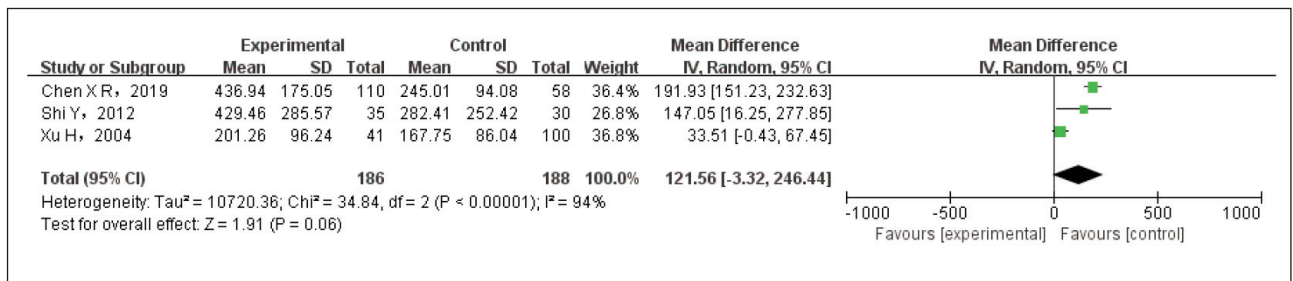 Experimental Control Mean Difference Mean Difference
Study or Subgroup Mean SD Total Mean SD Total Weight IV, Random, 95% CI IV, Random, 95% CI
Chen X R，2019 436.94 175.05 110 245.01 94.08 58 36.4% 191.93 [151.23, 232.63]
Shi Y，2012 429.46 285.57 35 282.41 252.42 30 26.8% 147.05 [16.25, 277.85]
Xu H，2004 201.26 96.24 41 167.75 86.04 100 36.8% 33.51 [-0.43, 67.45]
Total (95% CI) 186 188 100.0% 121.56 [-3.32, 246.44]
Heterogeneity: Tau² = 10720.36; Chi² = 34.84, df = 2 (P < 0.00001); I² = 94%
Test for overall effect: Z = 1.91 (P = 0.06)
-1000 -500 0 500 1000
Favours [experimental] Favours [control]